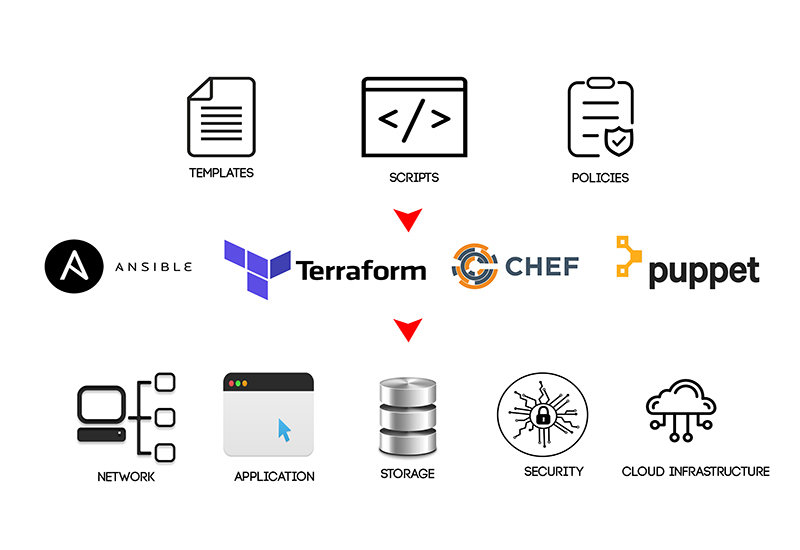 TEMPLATES
SCRIPTS
POLICIES
ANSIBLE
Terraform
CHEF
puppet
NETWORK
APPLICATION
STORAGE
SECURITY
CLOUD INFRASTRUCTURE